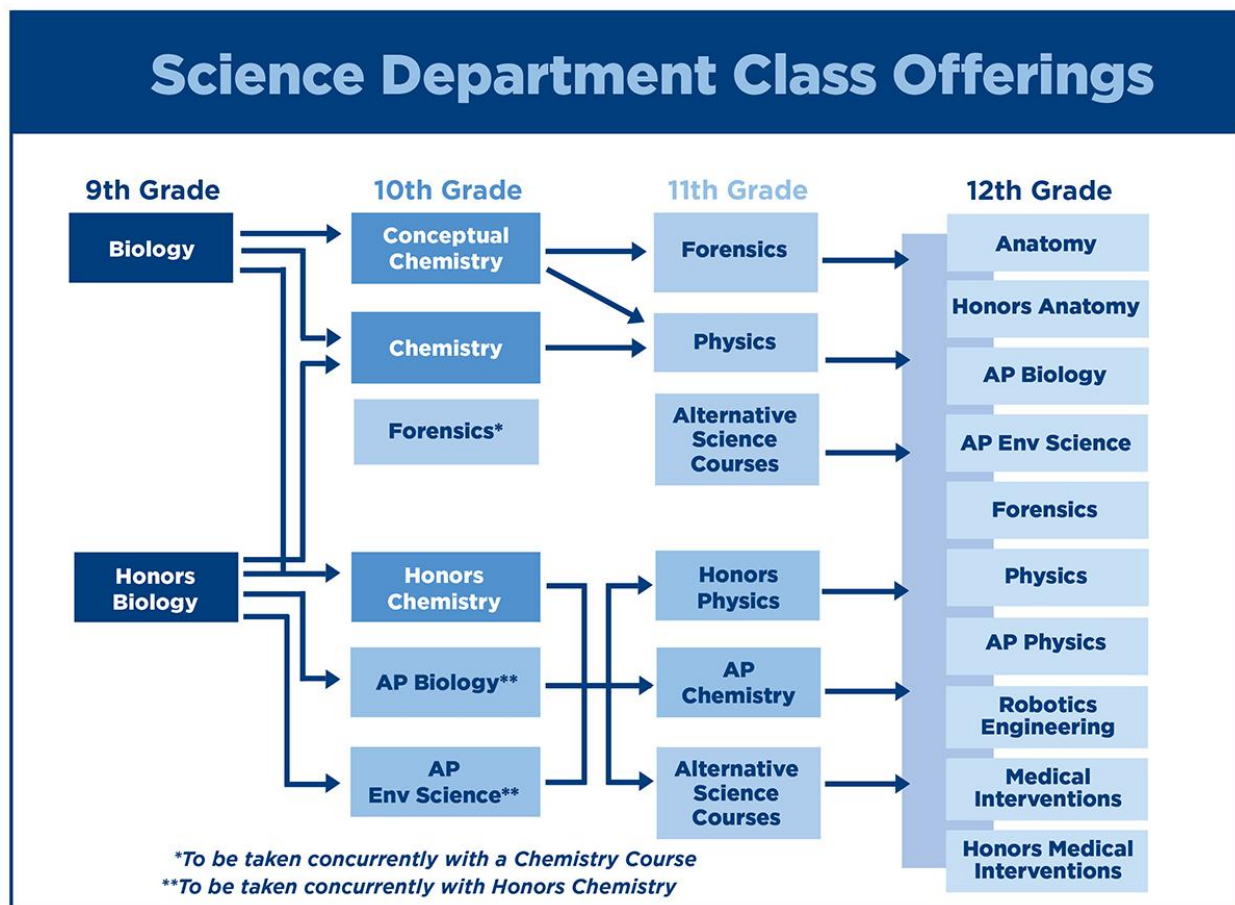 Science Department Class Offerings
9th Grade
Biology
Honors
Biology
10th Grade
Conceptual
Chemistry
Chemistry
Forensics*
Honors
Chemistry
AP Biology**
AP
Env Science**
11th Grade
Forensics
Physics
Alternative
Science
Courses
Honors
Physics
AP
Chemistry
Alternative
Science
Courses
12th Grade
Anatomy
Honors Anatomy
AP Biology
AP Env Science
Forensics
Physics
AP Physics
Robotics
Engineering
Medical
Interventions
Honors Medical
Interventions
*To be taken concurrently with a Chemistry Course
**To be taken concurrently with Honors Chemistry